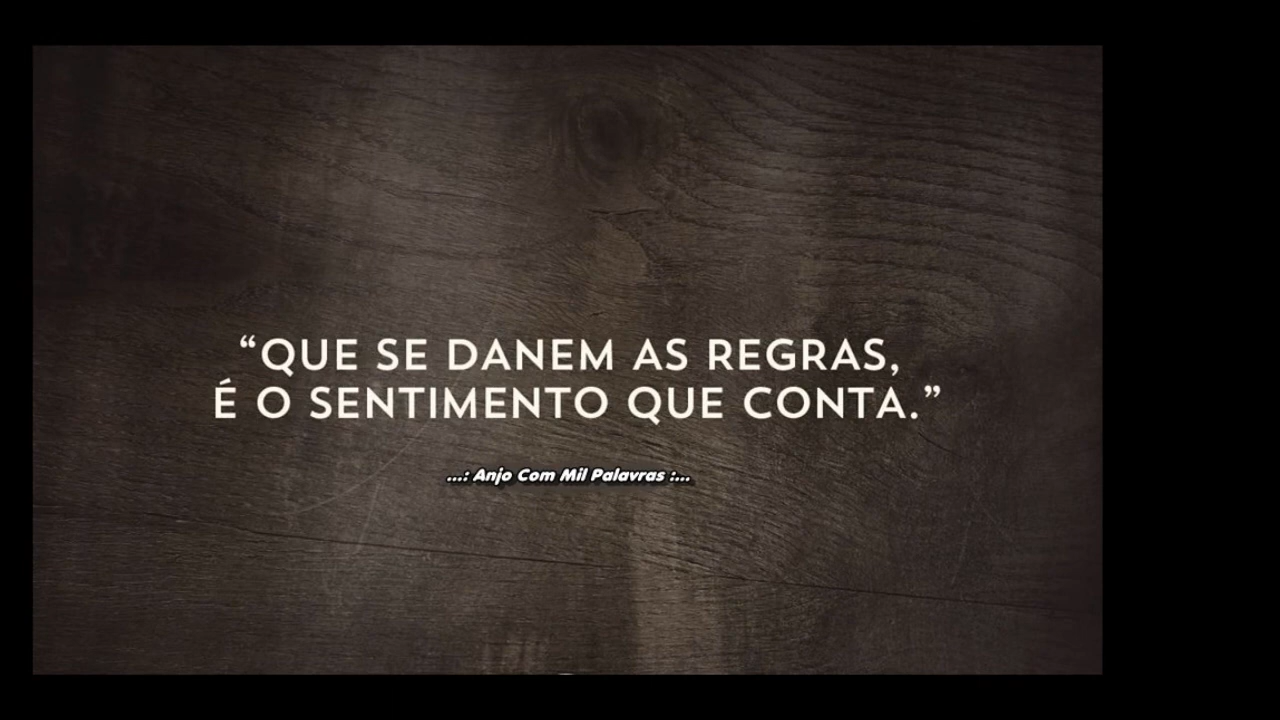 “QUE SE DANEM AS REGRAS,
É O SENTIMENTO QUE CONTA.”
...: Anjo Com Mil Palavras :...